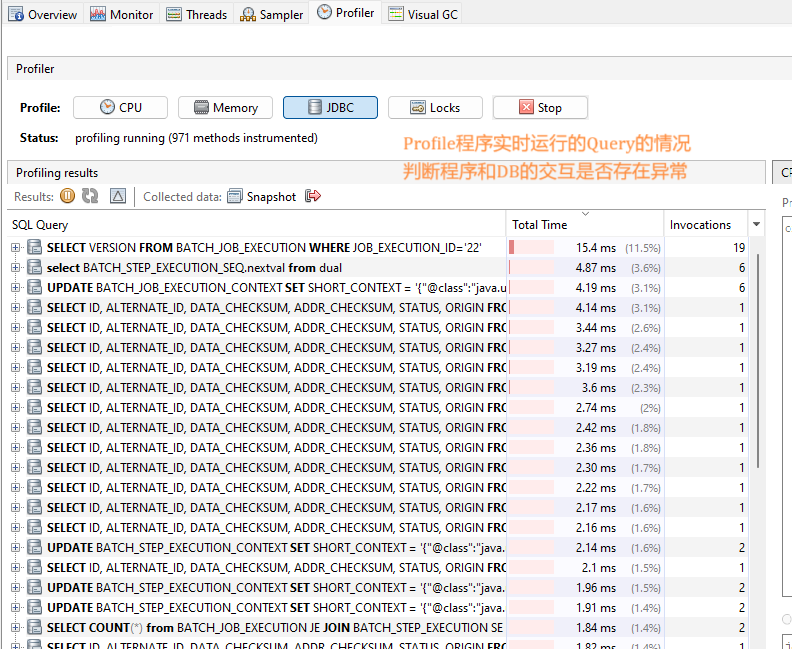 Overview Monitor Threads Sampler Profiler Visual GC
Profiler
Profile: CPU Memory JDBC Locks Stop
Status: profiling running (971 methods instrumented)
Profile程序实时运行的Query的情况
判断程序和DB的交互是否存在异常
Profiling results
Results: Collected data: Snapshot
SQL Query Total Time Invocations
SELECT VERSION FROM BATCH_JOB_EXECUTION WHERE JOB_EXECUTION_ID='22' 15.4 ms (11.5%) 19
select BATCH_STEP_EXECUTION_SEQ.nextval from dual 4.87 ms (3.6%) 6
UPDATE BATCH_JOB_EXECUTION_CONTEXT SET SHORT_CONTEXT = '{"@class":"java.u 4.19 ms (3.1%) 6
SELECT ID, ALTERNATE_ID, DATA_CHECKSUM, ADDR_CHECKSUM, STATUS, ORIGIN FRO 4.14 ms (3.1%) 1
SELECT ID, ALTERNATE_ID, DATA_CHECKSUM, ADDR_CHECKSUM, STATUS, ORIGIN FRO 3.44 ms (2.6%) 1
SELECT ID, ALTERNATE_ID, DATA_CHECKSUM, ADDR_CHECKSUM, STATUS, ORIGIN FRO 3.27 ms (2.4%) 1
SELECT ID, ALTERNATE_ID, DATA_CHECKSUM, ADDR_CHECKSUM, STATUS, ORIGIN FRO 3.19 ms (2.4%) 1
SELECT ID, ALTERNATE_ID, DATA_CHECKSUM, ADDR_CHECKSUM, STATUS, ORIGIN FRO 3.6 ms (2.3%) 1
SELECT ID, ALTERNATE_ID, DATA_CHECKSUM, ADDR_CHECKSUM, STATUS, ORIGIN FRO 2.74 ms (2%) 1
SELECT ID, ALTERNATE_ID, DATA_CHECKSUM, ADDR_CHECKSUM, STATUS, ORIGIN FRO 2.42 ms (1.8%) 1
SELECT ID, ALTERNATE_ID, DATA_CHECKSUM, ADDR_CHECKSUM, STATUS, ORIGIN FRO 2.36 ms (1.8%) 1
SELECT ID, ALTERNATE_ID, DATA_CHECKSUM, ADDR_CHECKSUM, STATUS, ORIGIN FRO 2.30 ms (1.7%) 1
SELECT ID, ALTERNATE_ID, DATA_CHECKSUM, ADDR_CHECKSUM, STATUS, ORIGIN FRO 2.22 ms (1.7%) 1
SELECT ID, ALTERNATE_ID, DATA_CHECKSUM, ADDR_CHECKSUM, STATUS, ORIGIN FRO 2.17 ms (1.6%) 1
SELECT ID, ALTERNATE_ID, DATA_CHECKSUM, ADDR_CHECKSUM, STATUS, ORIGIN FRO 2.16 ms (1.6%) 1
UPDATE BATCH_STEP_EXECUTION_CONTEXT SET SHORT_CONTEXT = '{"@class":"java. 2.14 ms (1.6%) 2
SELECT ID, ALTERNATE_ID, DATA_CHECKSUM, ADDR_CHECKSUM, STATUS, ORIGIN FRO 2.1 ms (1.5%) 1
UPDATE BATCH_STEP_EXECUTION_CONTEXT SET SHORT_CONTEXT = '{"@class":"java. 1.96 ms (1.5%) 2
UPDATE BATCH_STEP_EXECUTION_CONTEXT SET SHORT_CONTEXT = '{"@class":"java. 1.91 ms (1.4%) 2
SELECT COUNT(*) from BATCH_JOB_EXECUTION JE JOIN BATCH_STEP_EXECUTION SE 1.84 ms (1.4%) 2
SELECT ID, ALTERNATE_ID, DATA_CHECKSUM, ADDR_CHECKSUM, STATUS, ORIGIN FRO 1.82 ms (1.4%) 1